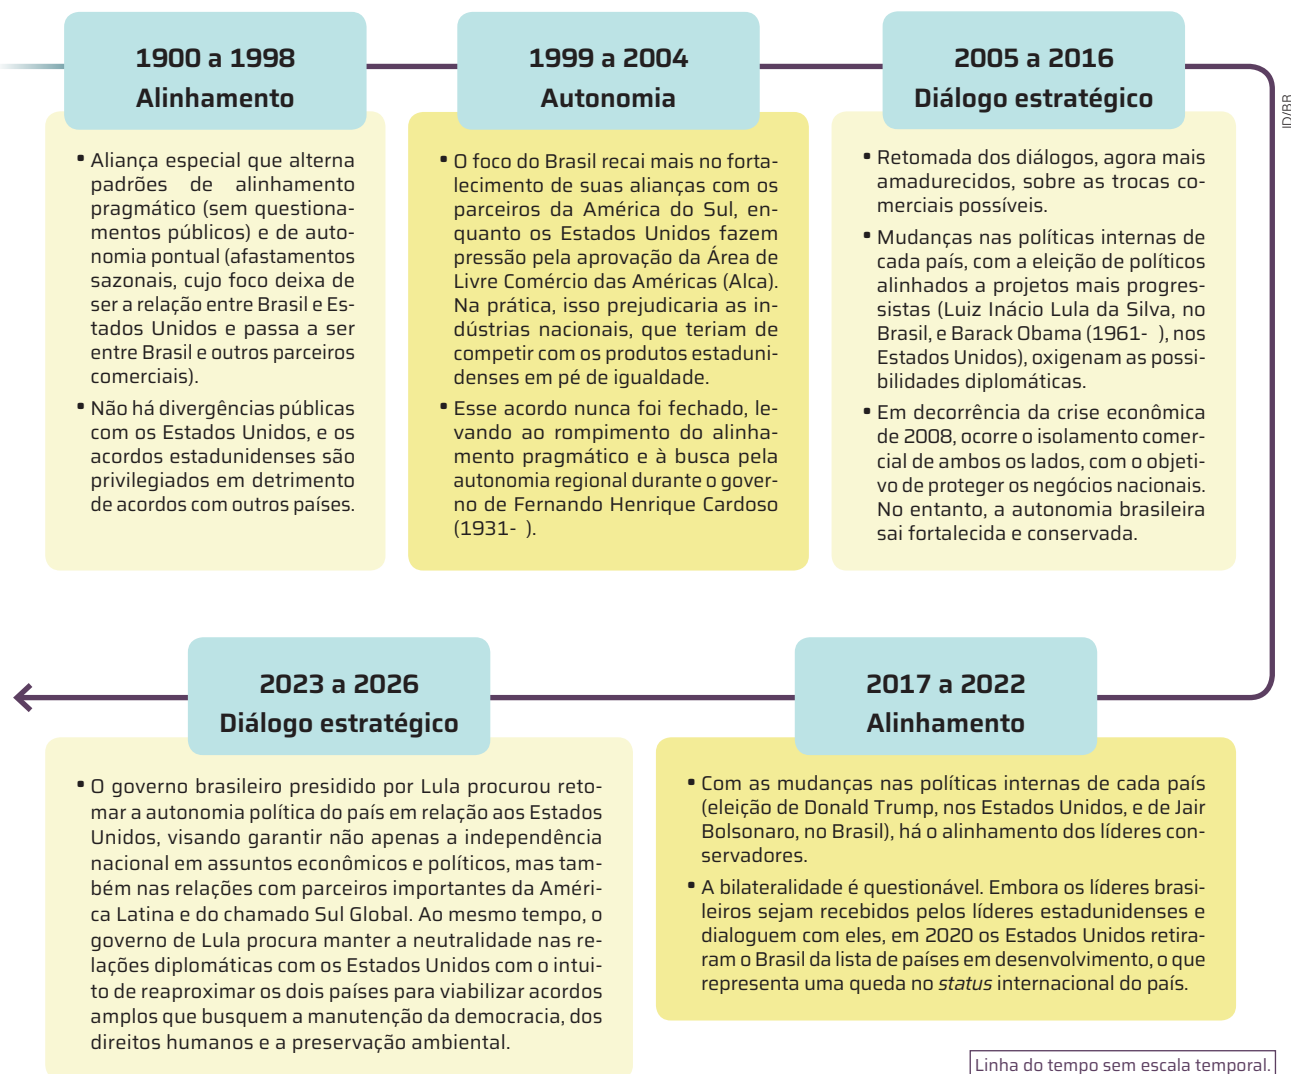 1900 a 1998
Alinhamento
▪ Aliança especial que alterna
padrões de alinhamento
pragmático (sem questiona-
mentos públicos) e de auto-
nomia pontual (afastamentos
sazonais, cujo foco deixa de
ser a relação entre Brasil e Es-
tados Unidos e passa a ser
entre Brasil e outros parceiros
comerciais).
▪ Não há divergências públicas
com os Estados Unidos, e os
acordos estadunidenses são
privilegiados em detrimento
de acordos com outros países.
1999 a 2004
Autonomia
▪ O foco do Brasil recai mais no forta-
lecimento de suas alianças com os
parceiros da América do Sul, en-
quanto os Estados Unidos fazem
pressão pela aprovação da Área de
Livre Comércio das Américas (Alca).
Na prática, isso prejudicaria as in-
dústrias nacionais, que teriam de
competir com os produtos estaduni-
denses em pé de igualdade.
▪ Esse acordo nunca foi fechado, le-
vando ao rompimento do alinha-
mento pragmático e à busca pela
autonomia regional durante o gover-
no de Fernando Henrique Cardoso
(1931- ).
2005 a 2016
Diálogo estratégico
▪ Retomada dos diálogos, agora mais
amadurecidos, sobre as trocas co-
merciais possíveis.
▪ Mudanças nas políticas internas de
cada país, com a eleição de políticos
alinhados a projetos mais progres-
sistas (Luiz Inácio Lula da Silva, no
Brasil, e Barack Obama (1961- ), nos
Estados Unidos), oxigenam as possi-
bilidades diplomáticas.
▪ Em decorrência da crise econômica
de 2008, ocorre o isolamento comer-
cial de ambos os lados, com o objeti-
vo de proteger os negócios nacionais.
No entanto, a autonomia brasileira
sai fortalecida e conservada.
ID/BR
2017 a 2022
Alinhamento
▪ Com as mudanças nas políticas internas de cada país
(eleição de Donald Trump, nos Estados Unidos, e de Jair
Bolsonaro, no Brasil), há o alinhamento dos líderes con-
servadores.
▪ A bilateralidade é questionável. Embora os líderes brasi-
leiros sejam recebidos pelos líderes estadunidenses e
dialoguem com eles, em 2020 os Estados Unidos retira-
ram o Brasil da lista de países em desenvolvimento, o que
representa uma queda no status internacional do país.
2023 a 2026
Diálogo estratégico
▪ O governo brasileiro presidido por Lula procurou reto-
mar a autonomia política do país em relação aos Estados
Unidos, visando garantir não apenas a independência
nacional em assuntos econômicos e políticos, mas tam-
bém nas relações com parceiros importantes da Améri-
ca Latina e do chamado Sul Global. Ao mesmo tempo, o
governo de Lula procura manter a neutralidade nas re-
lações diplomáticas com os Estados Unidos com o intui-
to de reaproximar os dois países para viabilizar acordos
amplos que busquem a manutenção da democracia, dos
direitos humanos e a preservação ambiental.
Linha do tempo sem escala temporal.